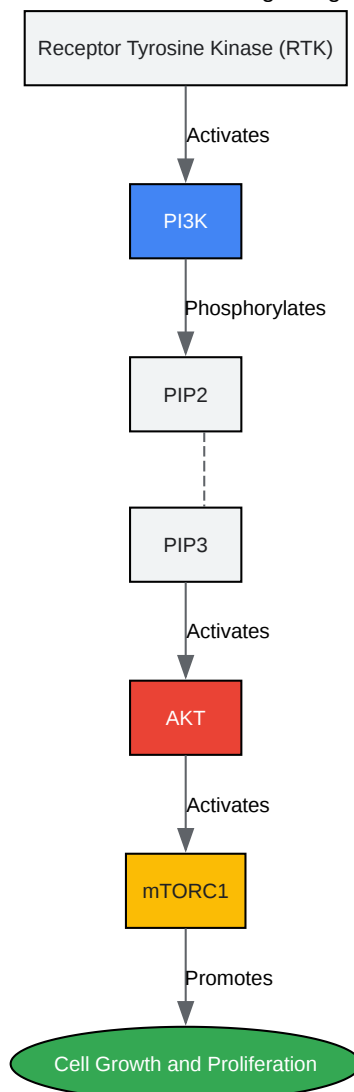 Receptor Tyrosine Kinase (RTK)
Activates
PI3K
Phosphorylates
PIP2
PIP3
Activates
AKT
Activates
mTORC1
Promotes
Cell Growth and Proliferation